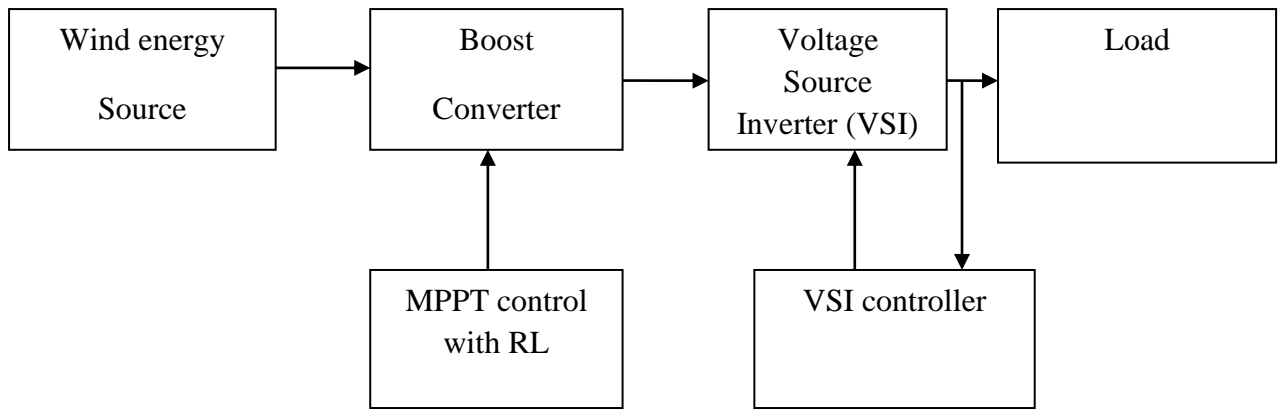 Wind energy
Source
Boost
Converter
Voltage
Source
Inverter (VSI)
Load
MPPT control
with RL
VSI controller